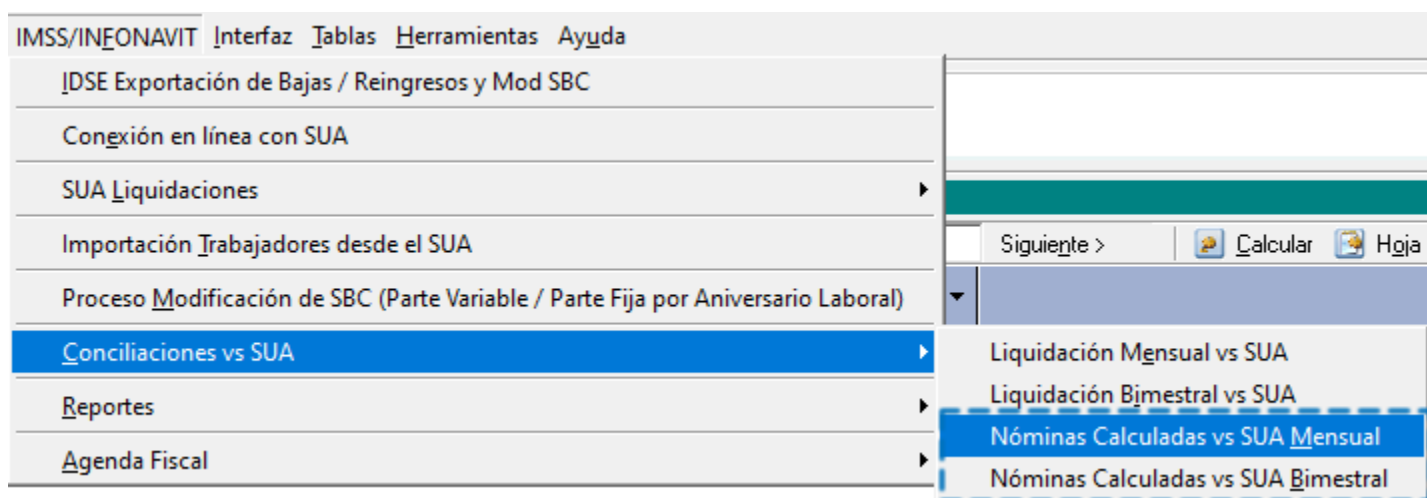 IMSS/INFONAVIT Interfaz Tablas Herramientas Ayuda
IDSE Exportación de Bajas / Reingresos y Mod SBC
Conexión en línea con SUA
SUA Liquidaciones
Importación Trabajadores desde el SUA
Siguiente > Calcular Hoja
Proceso Modificación de SBC (Parte Variable / Parte Fija por Aniversario Laboral)
Conciliaciones vs SUA
Liquidación Mensual vs SUA
Liquidación Bimestral vs SUA
Nóminas Calculadas vs SUA Mensual
Nóminas Calculadas vs SUA Bimestral
Reportes
Agenda Fiscal